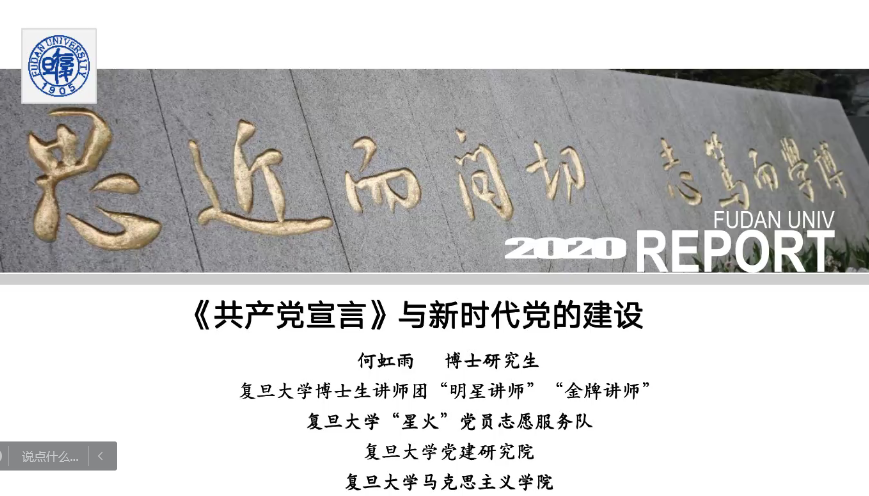 FUDAN UNIVERSITY
1905
博學而篤志 切问而近思
FUDAN UNIV
2020 REPORT
《共产党宣言》与新时代党的建设
何虹雨 博士研究生
复旦大学博士生讲师团“明星讲师”“金牌讲师”
复旦大学“星火”党员志愿服务队
复旦大学党建研究院
复旦大学马克思主义学院
说点什么...